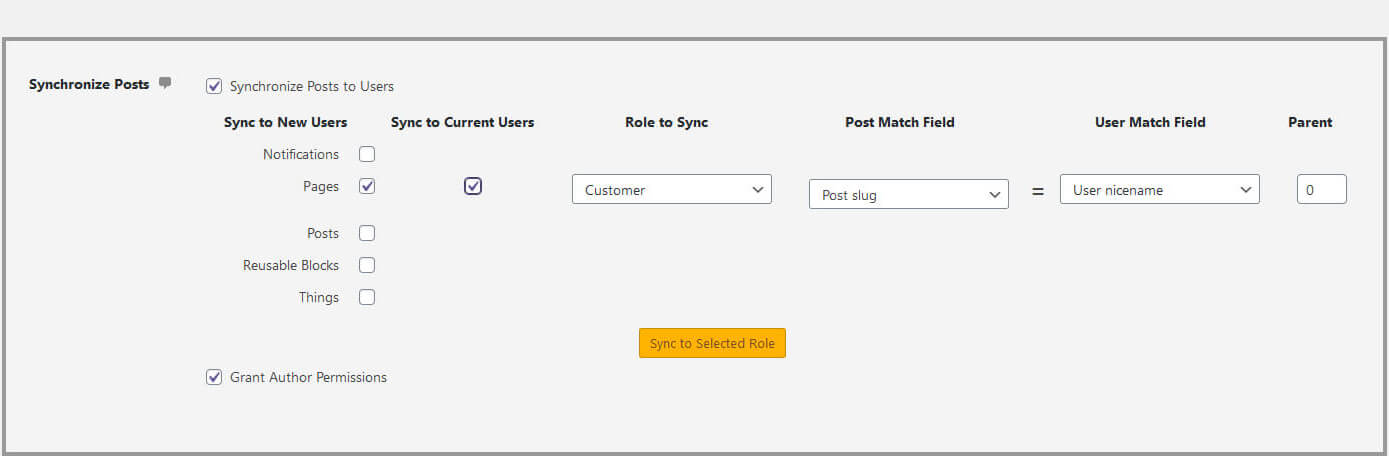 Synchronize Posts
Synchronize Posts to Users
Sync to New Users Sync to Current Users Role to Sync Post Match Field User Match Field Parent
Notifications
Pages Customer Post slug = User nicename 0
Posts
Reusable Blocks
Things
Sync to Selected Role
Grant Author Permissions